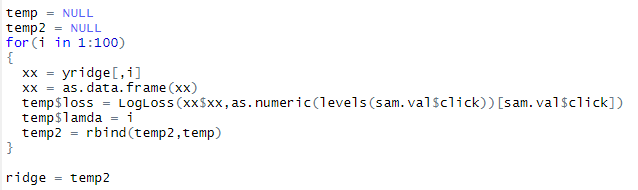 temp = NULL
temp2 = NULL
for(i in 1:100)
{
  xx = yridge[,i]
  xx = as.data.frame(xx)
  temp$loss = LogLoss(xx$xx,as.numeric(levels(sam.val$click))[sam.val$click])
  temp$lamda = i
  temp2 = rbind(temp2,temp)
}
ridge = temp2